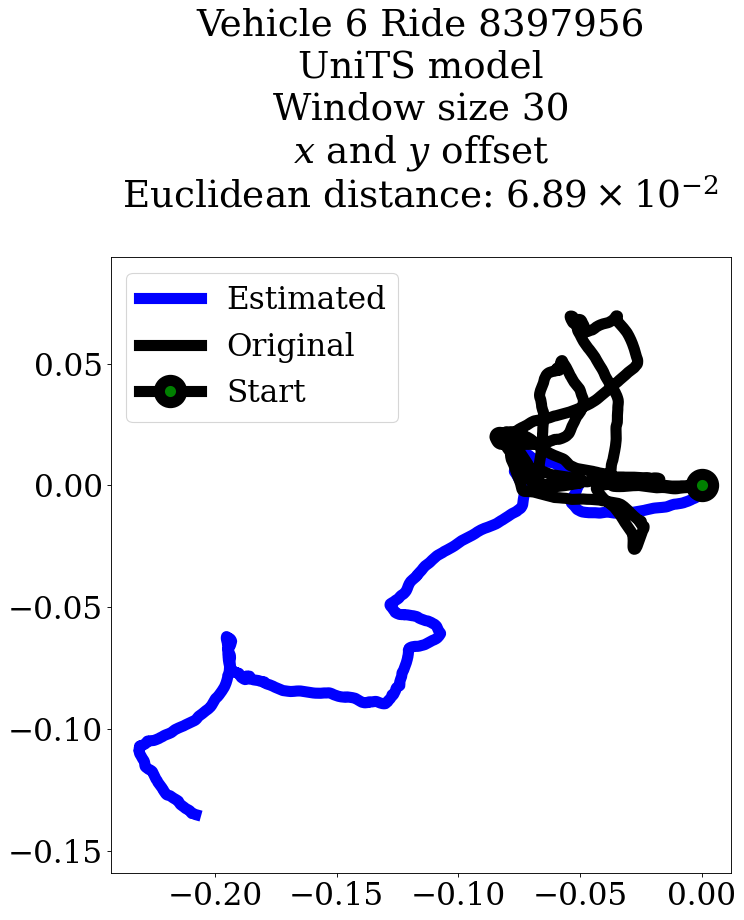 Vehicle 6 Ride 8397956
UniTS model
Window size 30
x and y offset
Euclidean distance: 6.89 × 10⁻²
Estimated
Original
Start
0.05
0.00
−0.05
−0.10
−0.15
−0.20 −0.15 −0.10 −0.05 0.00